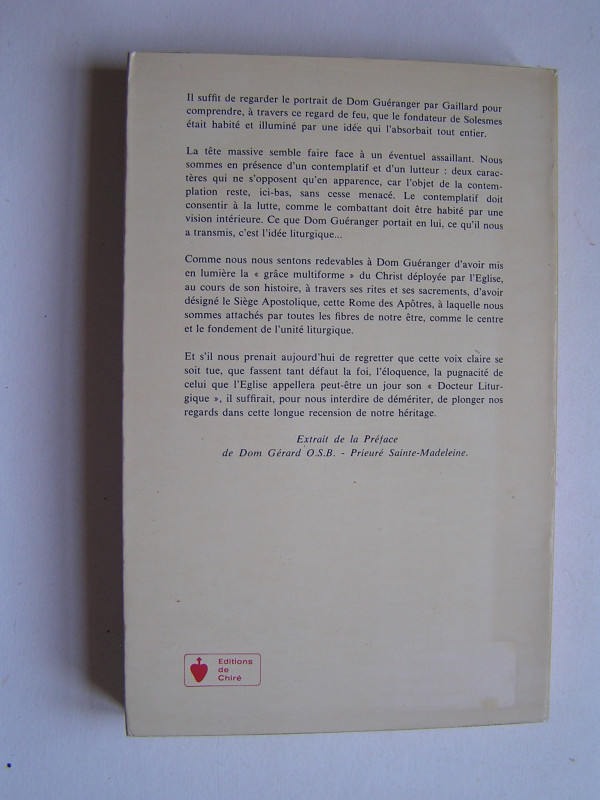 Il suffit de regarder le portrait de Dom Guéranger par Gaillard pour
comprendre, à travers ce regard de feu, que le fondateur de Solesmes
était habité et illuminé par une idée qui l'absorbait tout entier.
La tête massive semble faire face à un éventuel assaillant. Nous
sommes en présence d'un contemplatif et d'un lutteur : deux carac-
tères qui ne s'opposent qu'en apparence, car l'objet de la contem-
plation reste, ici-bas, sans cesse menacé. Le contemplatif doit
consentir à la lutte, comme le combattant doit être habité par une
vision intérieure. Ce que Dom Guéranger portait en lui, ce qu'il nous
a transmis, c'est l'idée liturgique...
Comme nous nous sentons redevables à Dom Guéranger d'avoir mis
en lumière la « grâce multiforme » du Christ déployée par l'Eglise,
au cours de son histoire, à travers ses rites et ses sacrements, d'avoir
désigné le Siège Apostolique, cette Rome des Apôtres, à laquelle nous
sommes attachés par toutes les fibres de notre être, comme le centre
et le fondement de l'unité liturgique.
Et s'il nous prenait aujourd'hui de regretter que cette voix claire se
soit tue, que fassent tant défaut la foi, l'éloquence, la pugnacité de
celui que l'Eglise appellera peut-être un jour son « Docteur Litur-
gique », il suffirait, pour nous interdire de démériter, de plonger nos
regards dans cette longue recension de notre héritage.
Extrait de la Préface
de Dom Gérard O.S.B. - Prieuré Sainte-Madeleine.
Editions
de
Chiré